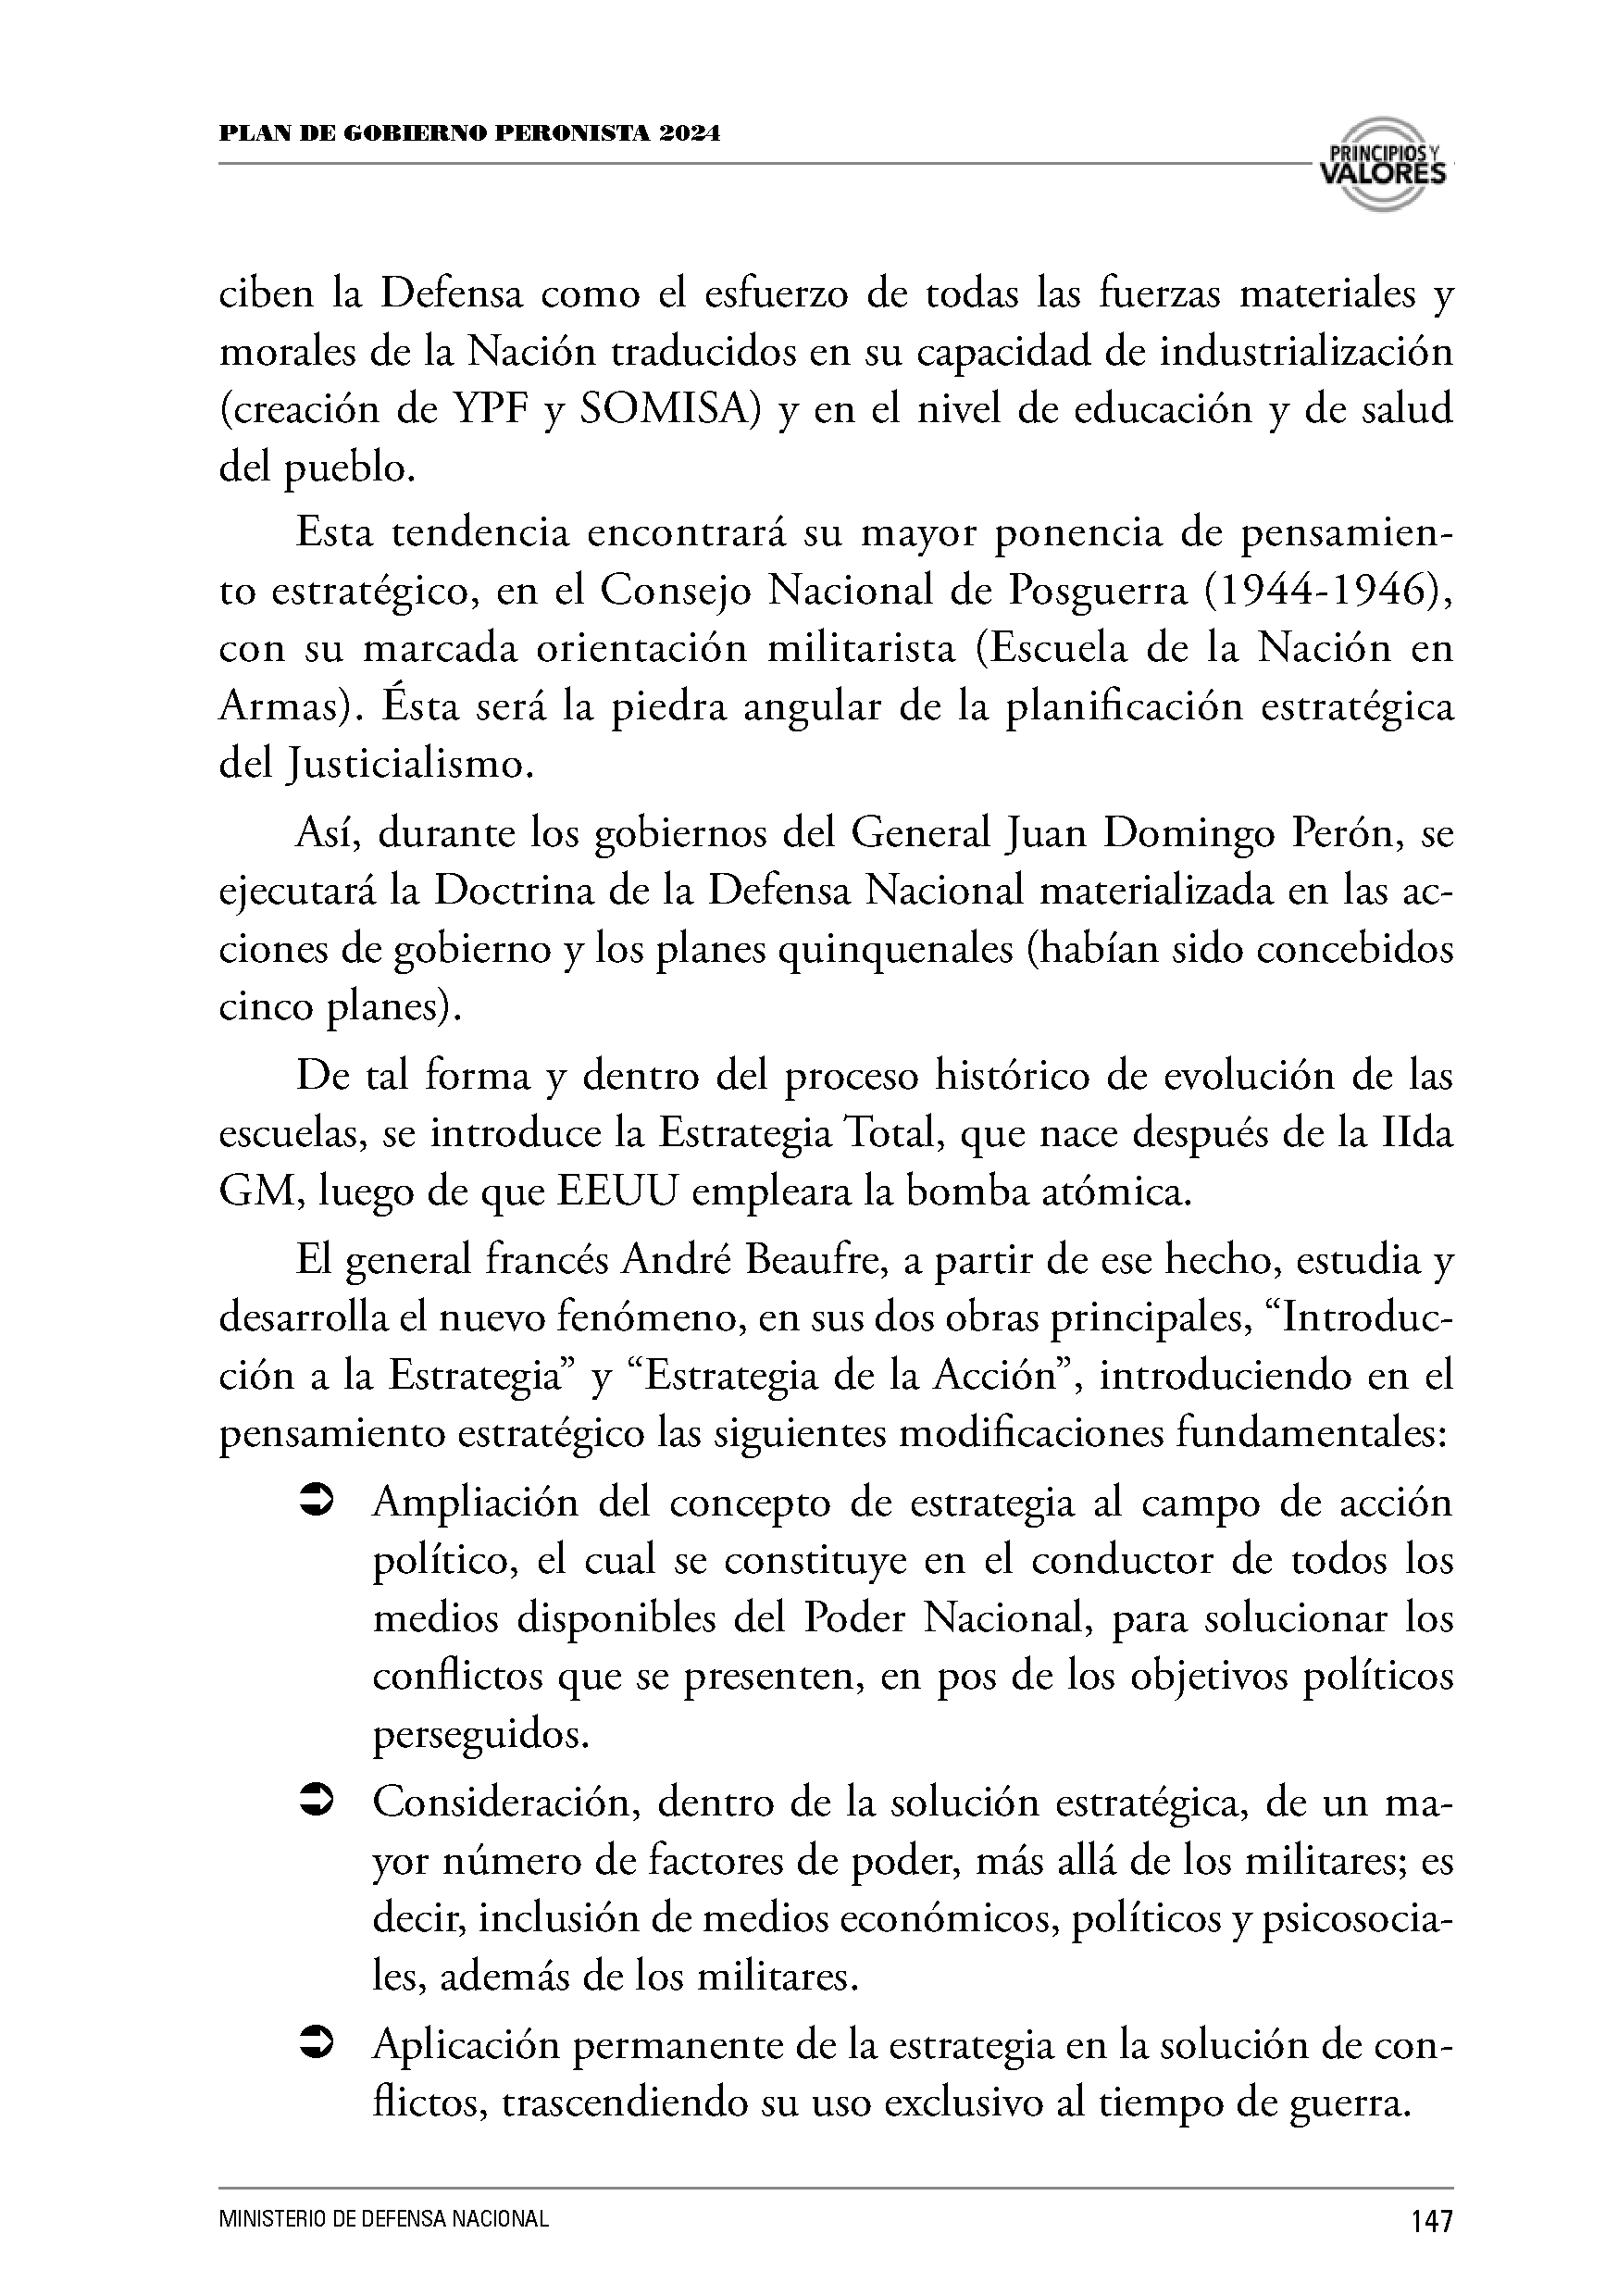 PLAN DE GOBIERNO PERONISTA 2024
PRINCIPIOS Y
VALORES
ciben la Defensa como el esfuerzo de todas las fuerzas materiales y
morales de la Nación traducidos en su capacidad de industrialización
(creación de YPF y SOMISA) y en el nivel de educación y de salud
del pueblo.
Esta tendencia encontrará su mayor ponencia de pensamien-
to estratégico, en el Consejo Nacional de Posguerra (1944-1946),
con su marcada orientación militarista (Escuela de la Nación en
Armas). Ésta será la piedra angular de la planificación estratégica
del Justicialismo.
Así, durante los gobiernos del General Juan Domingo Perón, se
ejecutará la Doctrina de la Defensa Nacional materializada en las ac-
ciones de gobierno y los planes quinquenales (habían sido concebidos
cinco planes).
De tal forma y dentro del proceso histórico de evolución de las
escuelas, se introduce la Estrategia Total, que nace después de la IIda
GM, luego de que EEUU empleara la bomba atómica.
El general francés André Beaufre, a partir de ese hecho, estudia y
desarrolla el nuevo fenómeno, en sus dos obras principales, “Introduc-
ción a la Estrategia” y “Estrategia de la Acción”, introduciendo en el
pensamiento estratégico las siguientes modificaciones fundamentales:
➲ Ampliación del concepto de estrategia al campo de acción
político, el cual se constituye en el conductor de todos los
medios disponibles del Poder Nacional, para solucionar los
conflictos que se presenten, en pos de los objetivos políticos
perseguidos.
➲ Consideración, dentro de la solución estratégica, de un ma-
yor número de factores de poder, más allá de los militares; es
decir, inclusión de medios económicos, políticos y psicosocia-
les, además de los militares.
➲ Aplicación permanente de la estrategia en la solución de con-
flictos, trascendiendo su uso exclusivo al tiempo de guerra.
MINISTERIO DE DEFENSA NACIONAL
147